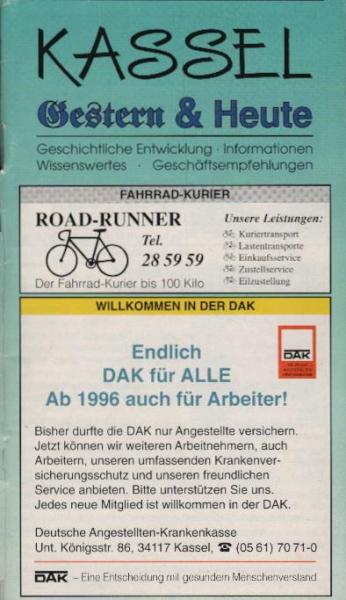 KASSEL
Gestern & Heute
Geschichtliche Entwicklung · Informationen
Wissenswertes · Geschäftsempfehlungen
FAHRRAD-KURIER
ROAD-RUNNER
Tel.
28 59 59
Der Fahrrad-Kurier bis 100 Kilo
Unsere Leistungen:
Kuriertransport
Lastentransporte
Einkaufsservice
Zustellservice
Eilzustellung
WILLKOMMEN IN DER DAK
DAK
Endlich
DAK für ALLE
Ab 1996 auch für Arbeiter!
Bisher durfte die DAK nur Angestellte versichern.
Jetzt können wir weiteren Arbeitnehmern, auch
Arbeitern, unseren umfassenden Krankenver-
sicherungsschutz und unseren freundlichen
Service anbieten. Bitte unterstützen Sie uns.
Jedes neue Mitglied ist willkommen in der DAK.
Deutsche Angestellten-Krankenkasse
Unt. Königsstr. 86, 34117 Kassel, ☎ (05 61) 70 71-0
DAK – Eine Entscheidung mit gesundem Menschenverstand